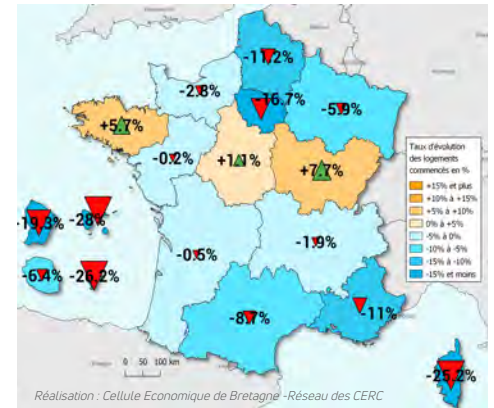 -11,2%
-2.8%
-16.7%
-5.9%
+5.7%
-0.2%
+1.1%
+7.7%
Taux d'évolution
des logements
commencés en %
+15% et plus
+10% à +15%
+5% à +10%
0% à +5%
-5% à 0%
-10% à -5%
-15% à -10%
-15% et moins
-19.3%
-28%
-6.4%
-26.2%
-0.5%
-1.9%
-8.7%
-11%
-25.2%
0 50 100 km
Réalisation : Cellule Economique de Bretagne -Réseau des CERC